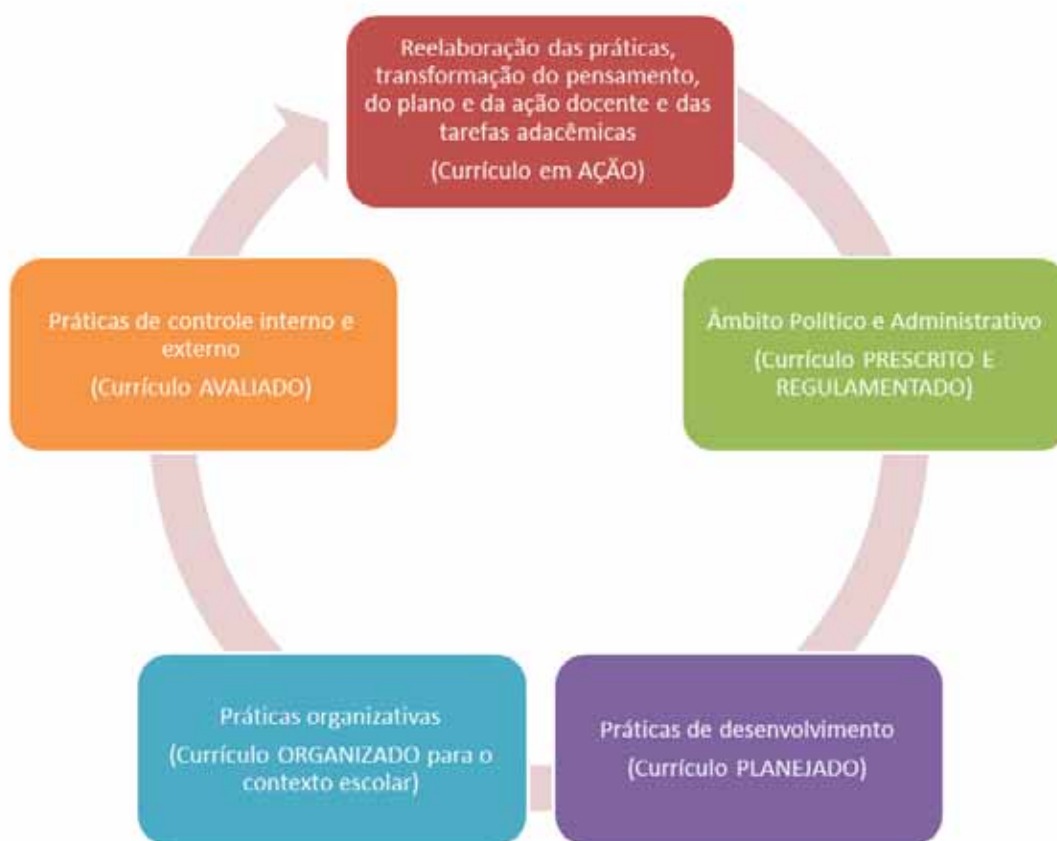 Reelaboração das práticas,
transformação do pensamento,
do plano e da ação docente e das
tarefas adacêmicas
(Currículo em AÇÃO)
Práticas de controle interno e
externo
(Currículo AVALIADO)
Âmbito Político e Administrativo
(Currículo PRESCRITO E
REGULAMENTADO)
Práticas organizativas
(Currículo ORGANIZADO para o
contexto escolar)
Práticas de desenvolvimento
(Currículo PLANEJADO)